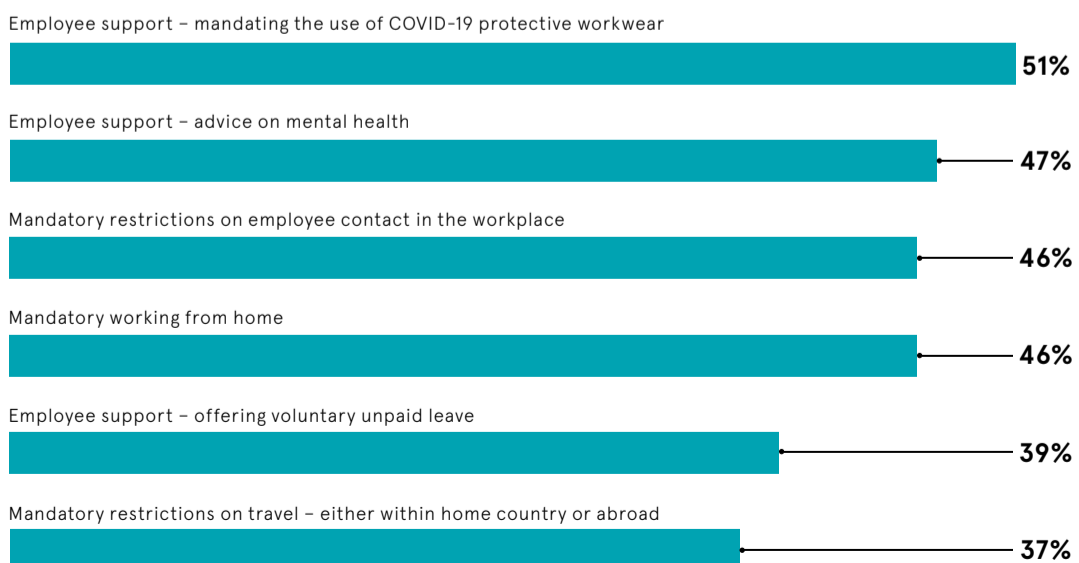 Employee support – mandating the use of COVID-19 protective workwear
51%
Employee support – advice on mental health
47%
Mandatory restrictions on employee contact in the workplace
46%
Mandatory working from home
46%
Employee support – offering voluntary unpaid leave
39%
Mandatory restrictions on travel – either within home country or abroad
37%